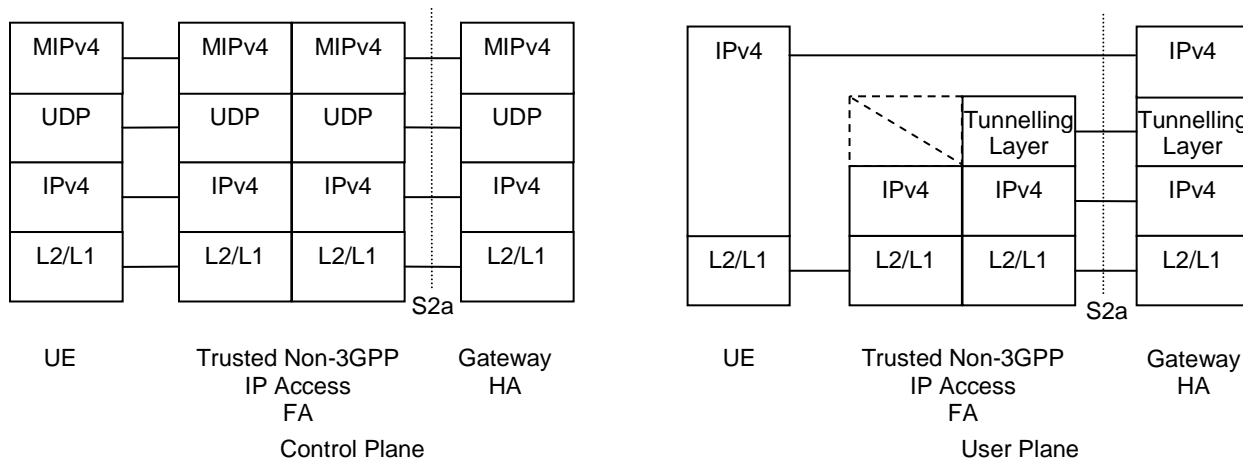 MIPv4 MIPv4 MIPv4 MIPv4
UDP UDP UDP UDP
IPv4 IPv4 IPv4 IPv4
L2/L1 L2/L1 L2/L1 L2/L1
S2a
UE Trusted Non-3GPP Gateway
IP Access HA
FA
Control Plane
IPv4 IPv4
Tunnelling Tunnelling
Layer Layer
IPv4 IPv4 IPv4
L2/L1 L2/L1 L2/L1 L2/L1
S2a
UE Trusted Non-3GPP Gateway
IP Access HA
FA
User Plane